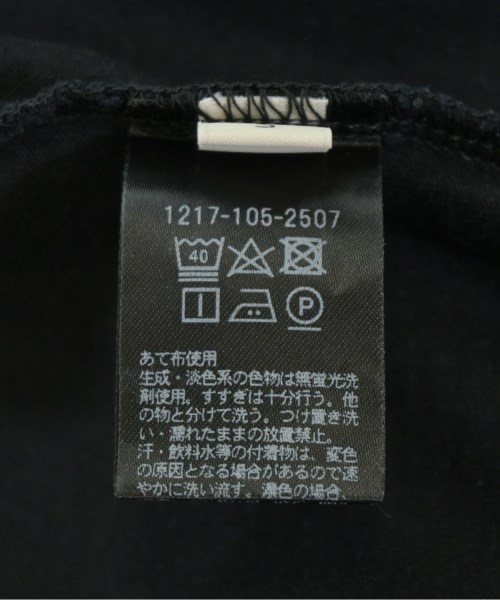 1217-105-2507
40
P
あて布使用
生成・淡色系の色物は無蛍光洗
剤使用。すすぎは十分行う。他
の物と分けて洗う。つけ置き洗
い・濡れたままの放置禁止。
汗・飲料水等の付着物は、変色
の原因となる場合があるので速
やかに洗い流す。濃色の場合、